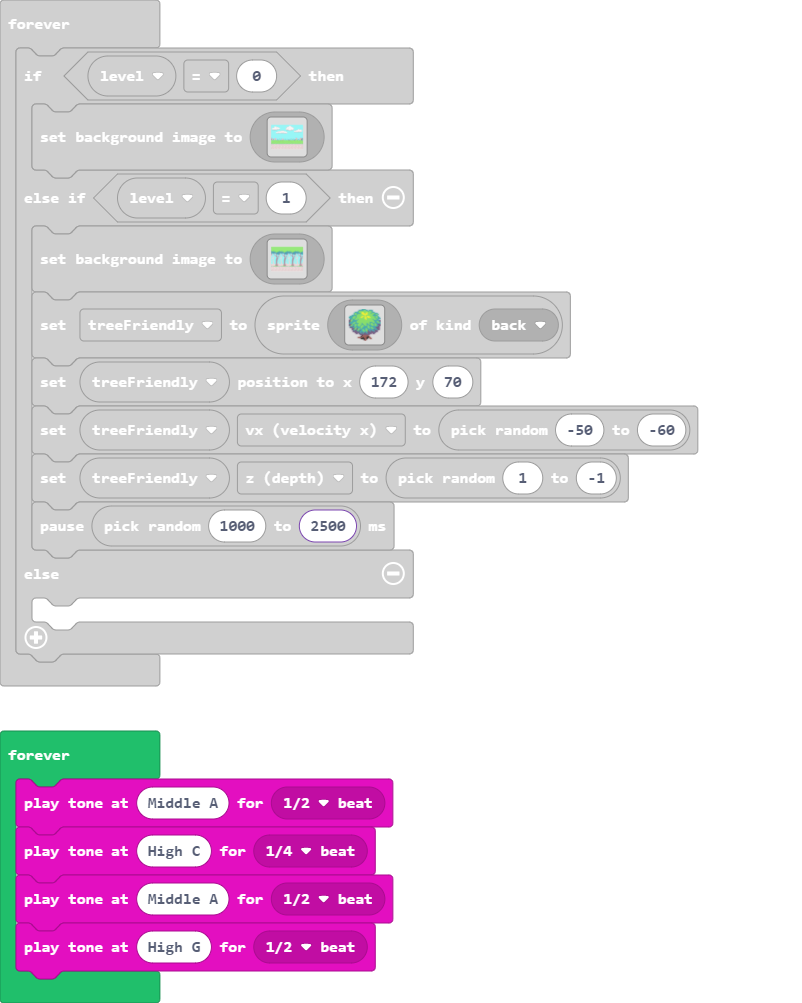 forever
if level = 0 then
set background image to
else if level = 1 then
set background image to
set treeFriendly to sprite of kind back
set treeFriendly position to x 172 y 70
set treeFriendly vx (velocity x) to pick random -50 to -60
set treeFriendly z (depth) to pick random 1 to -1
pause pick random 1000 to 2500 ms
else
forever
play tone at Middle A for 1/2 beat
play tone at High C for 1/4 beat
play tone at Middle A for 1/2 beat
play tone at High G for 1/2 beat